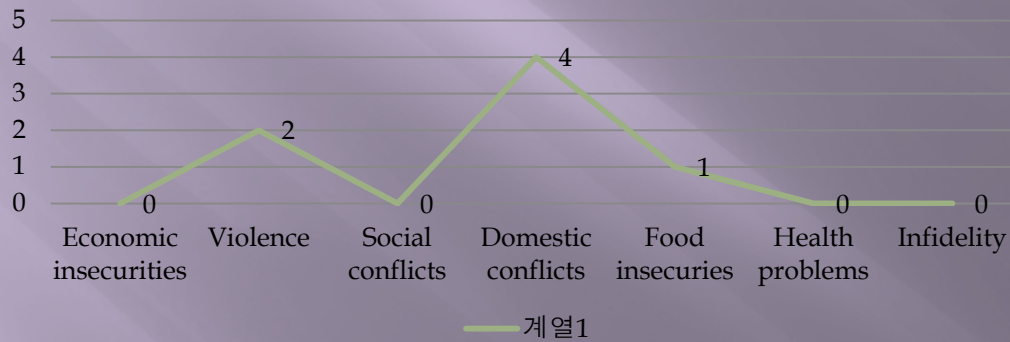 5
4
3
2
1
0
0
2
0
4
1
0
0
Economic
insecurities
Violence
Social
conflicts
Domestic
conflicts
Food
insecuries
Health
problems
Infidelity
계열1